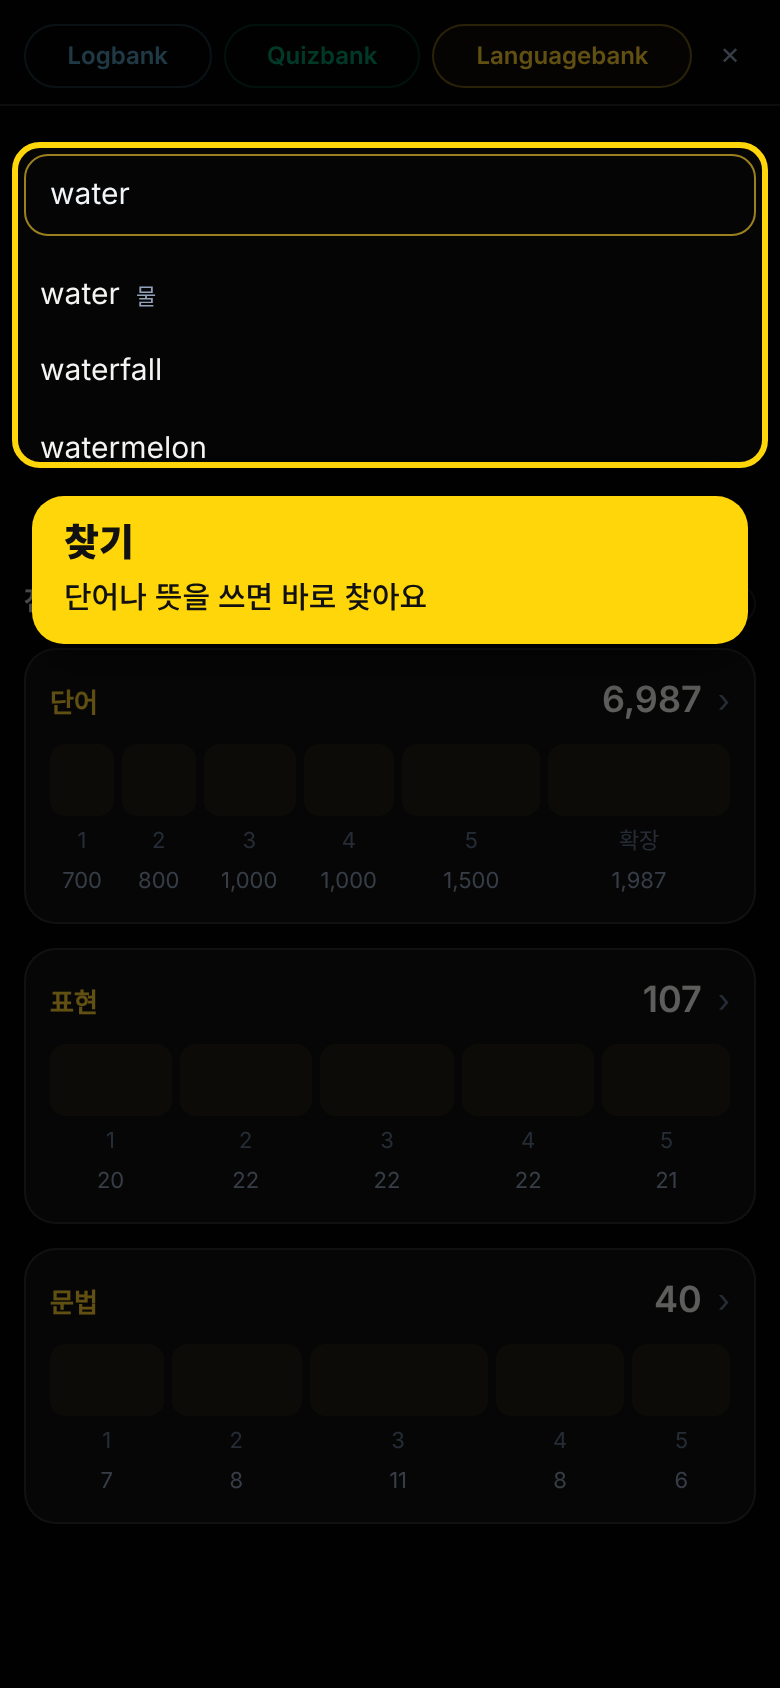 Logbank Quizbank Languagebank ×
water
water 물
waterfall
watermelon
찾기
단어나 뜻을 쓰면 바로 찾아요
단어 6,987 ›
1 2 3 4 5 확장
700 800 1,000 1,000 1,500 1,987
표현 107 ›
1 2 3 4 5
20 22 22 22 21
문법 40 ›
1 2 3 4 5
7 8 11 8 6